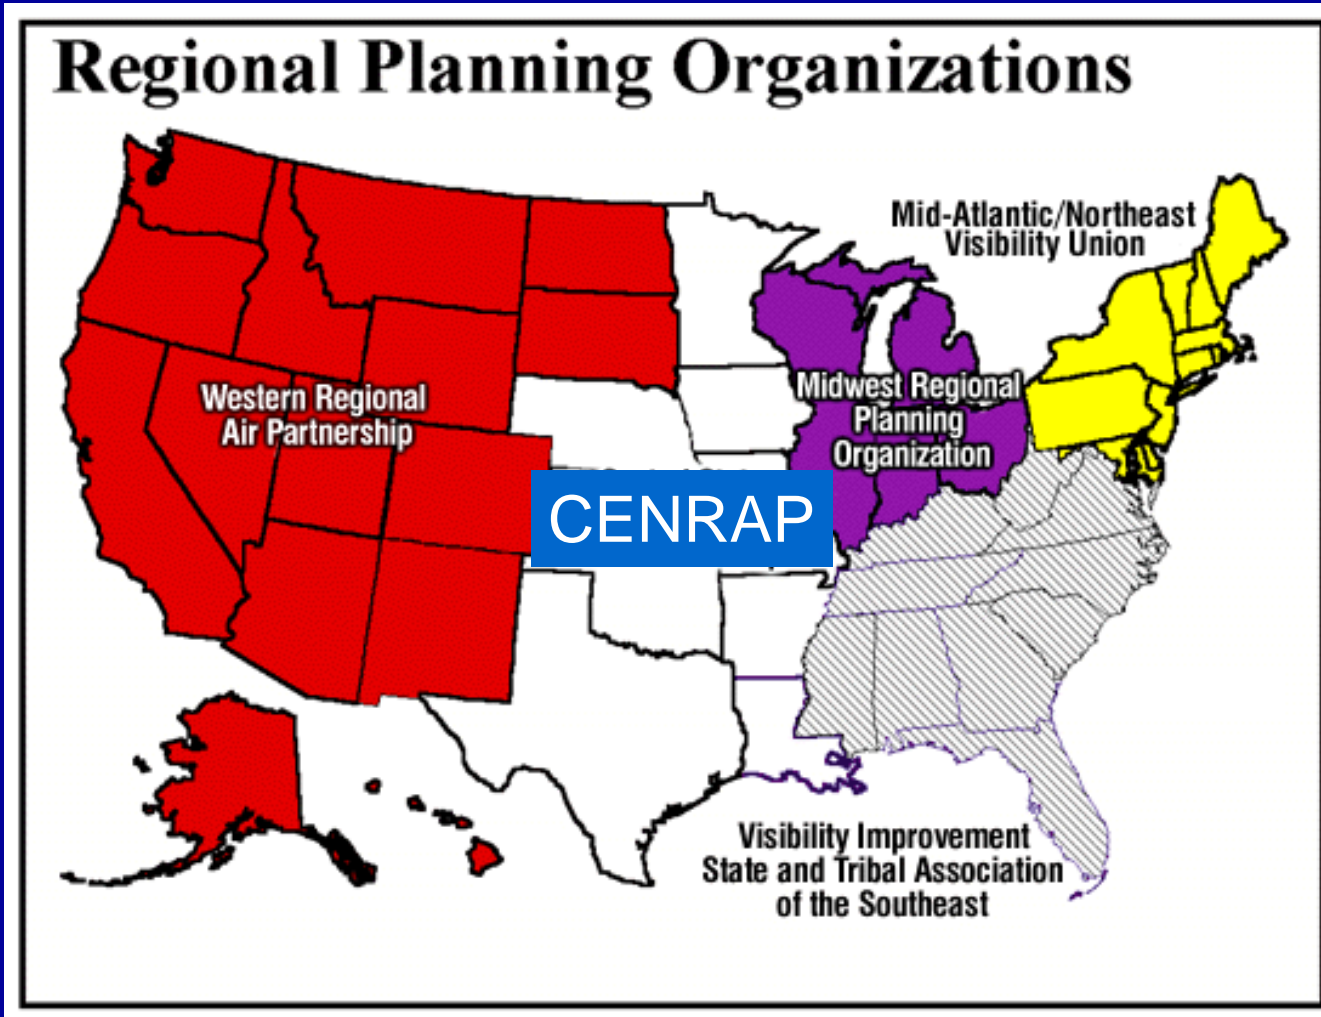 Regional Planning Organizations
Mid-Atlantic/Northeast
Visibility Union
Western Regional
Air Partnership
Midwest Regional
Planning
Organization
CENRAP
Visibility Improvement
State and Tribal Association
of the Southeast